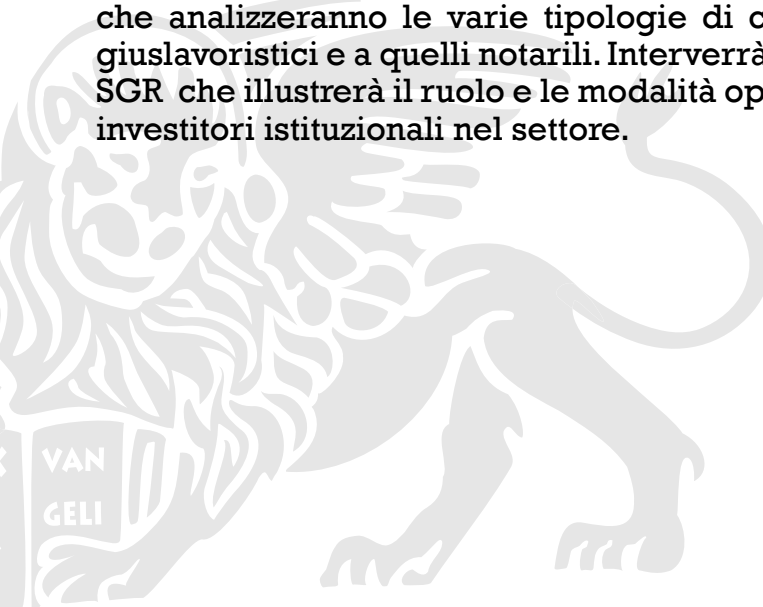 che analizzeranno le varie tipologie di
giuslavoristici e a quelli notarili. Interverrà
SGR che illustrerà il ruolo e le modalità
investitori istituzionali nel settore.
VAN
GELI